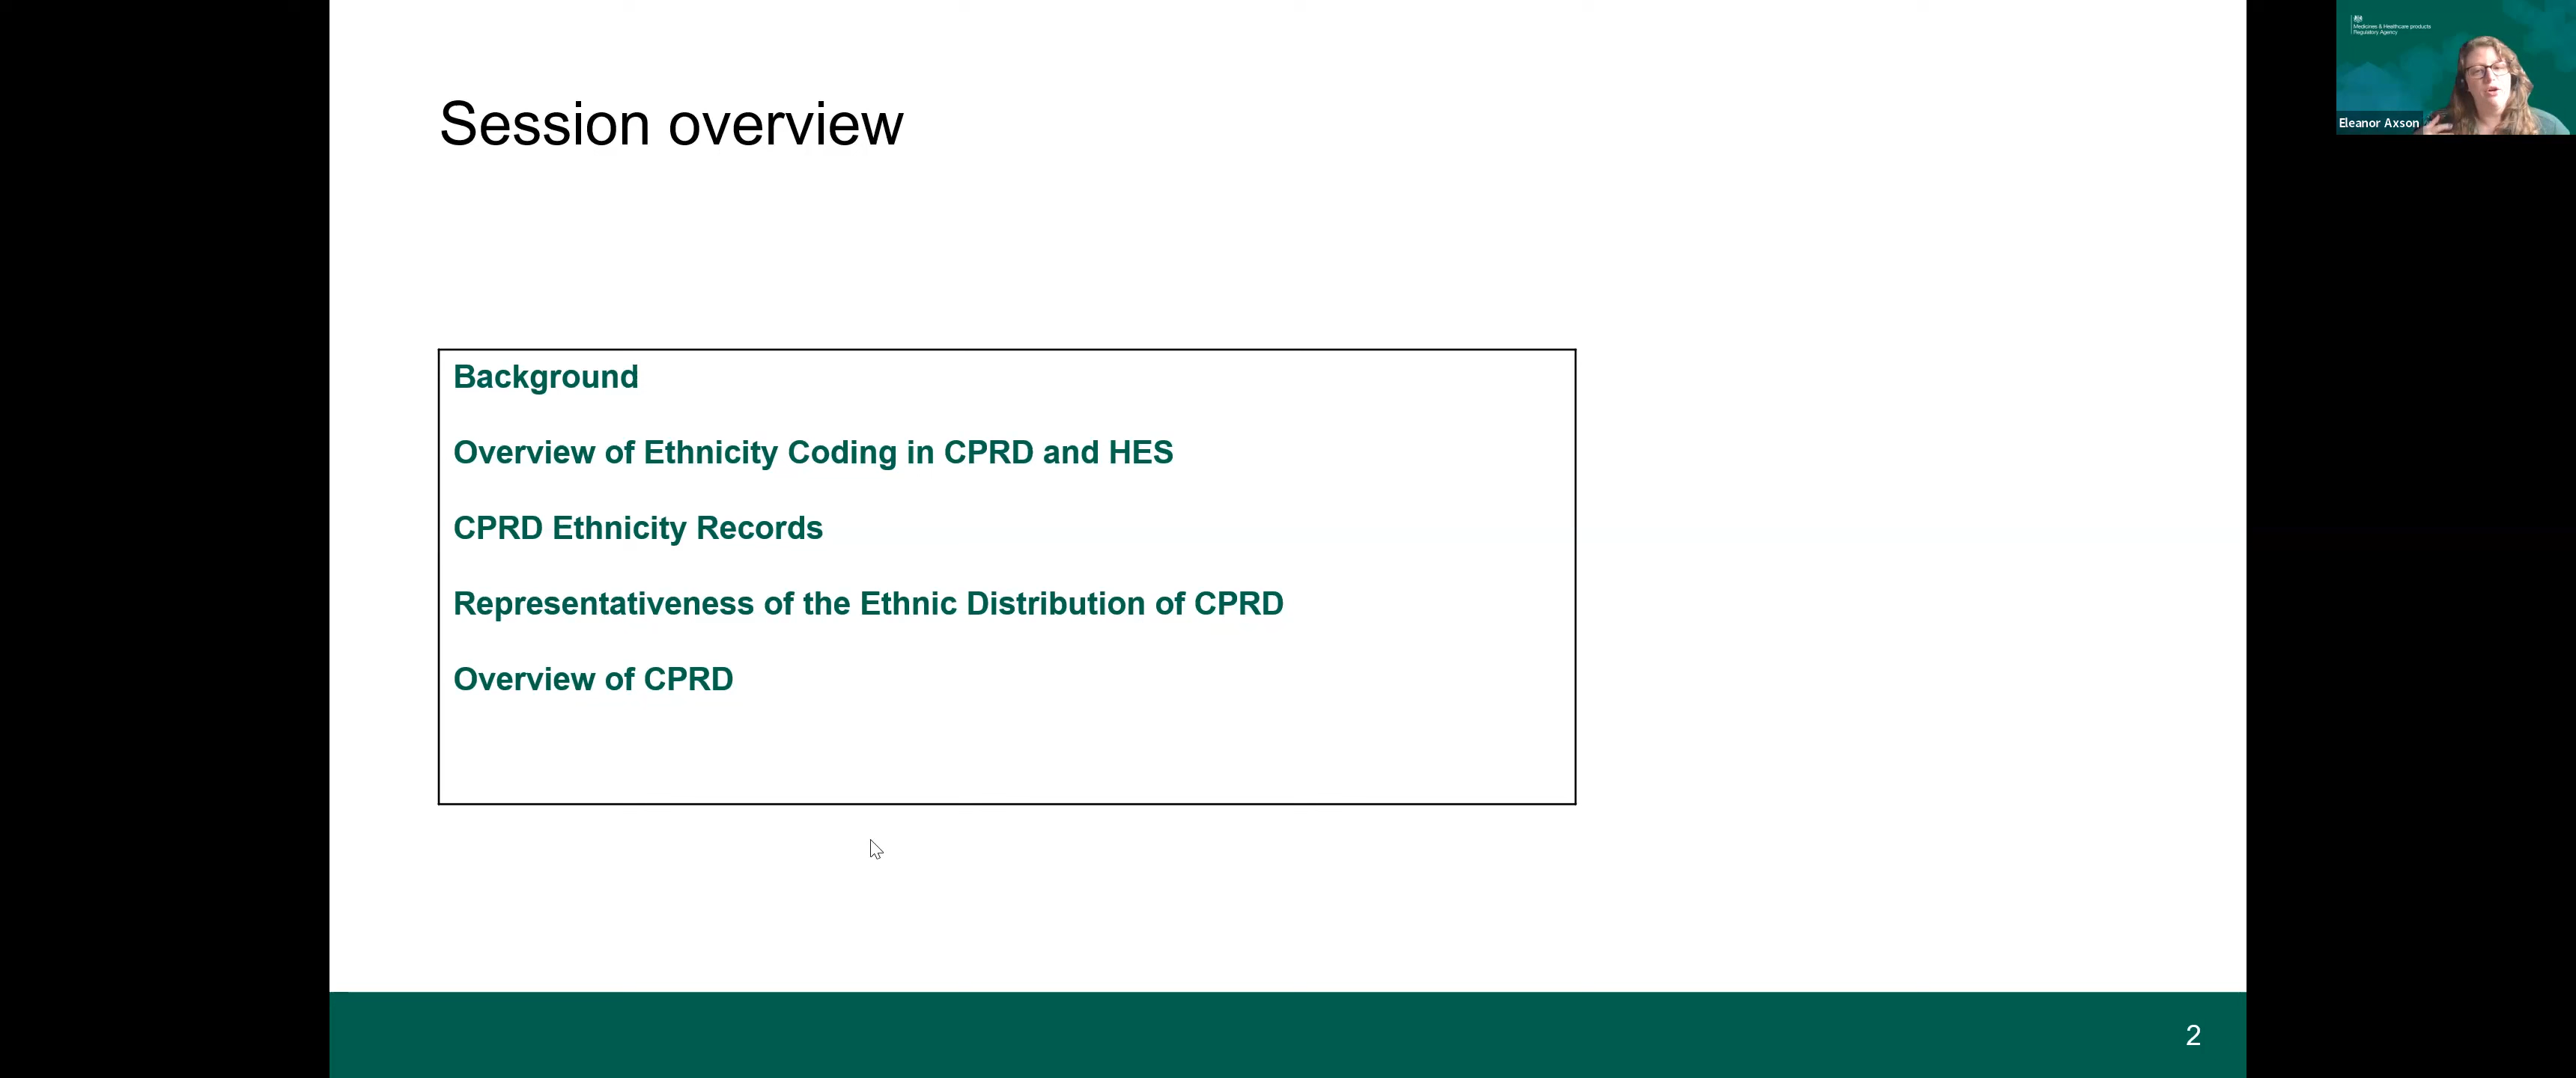 Session overview
Background
Overview of Ethnicity Coding in CPRD and HES
CPRD Ethnicity Records
Representativeness of the Ethnic Distribution of CPRD
Overview of CPRD
2
Medicines & Healthcare products
Regulatory Agency
Eleanor Axson